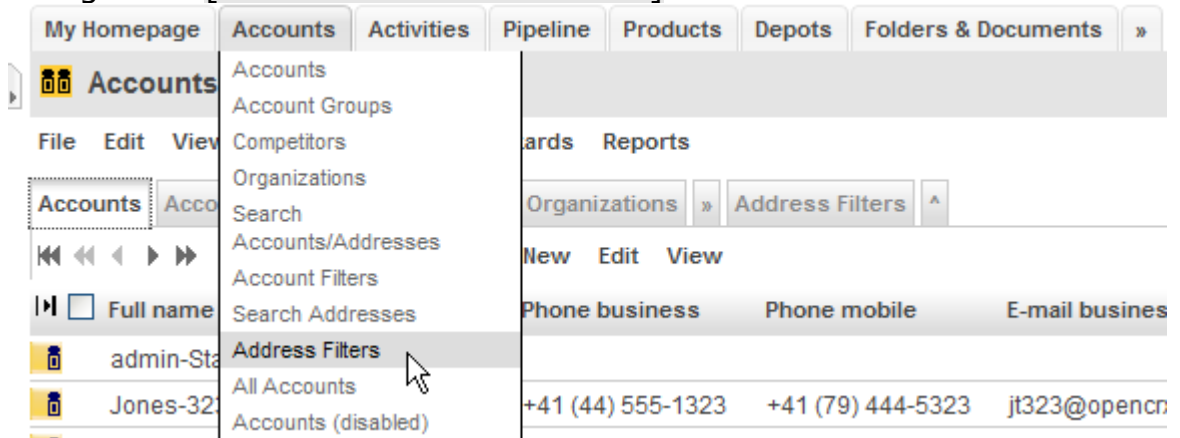 My Homepage Accounts Activities Pipeline Products Depots Folders & Documents »
Accounts
Accounts
Account Groups
File Edit View Competitors ards Reports
Organizations
Accounts Acco Search Organizations » Address Filters ^
Accounts/Addresses
New Edit View
Account Filters
Full name Search Addresses Phone business Phone mobile E-mail busines
admin-Sta Address Filters
All Accounts
Jones-323 +41 (44) 555-1323 +41 (79) 444-5323 jt323@opencr
Accounts (disabled)